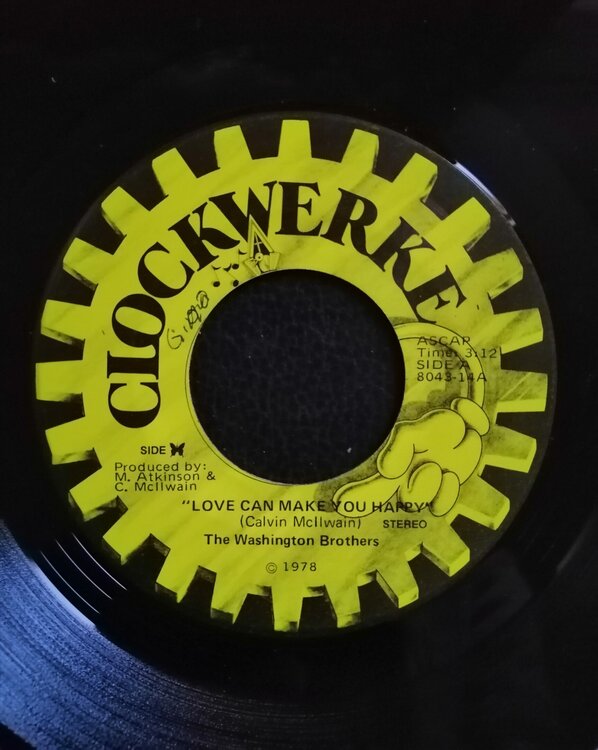 CLOCKWERKE
ASCAP
Time: 3:12
SIDE A
8043-14A
SIDE
Produced by:
M. Atkinson &
C. McIlwain
"LOVE CAN MAKE YOU HAPPY"
(Calvin McIlwain) STEREO
The Washington Brothers
© 1978